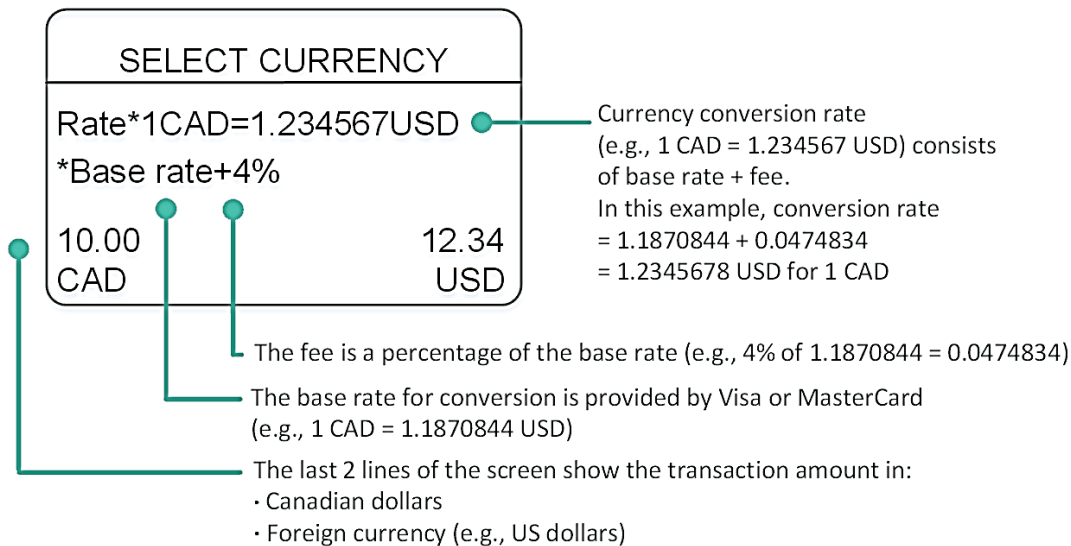 SELECT CURRENCY
Rate*1CAD=1.234567USD
*Base rate+4%
10.00 12.34
CAD USD
Currency conversion rate
(e.g., 1 CAD = 1.234567 USD) consists
of base rate + fee.
In this example, conversion rate
= 1.1870844 + 0.0474834
= 1.2345678 USD for 1 CAD
The fee is a percentage of the base rate (e.g., 4% of 1.1870844 = 0.0474834)
The base rate for conversion is provided by Visa or MasterCard
(e.g., 1 CAD = 1.1870844 USD)
The last 2 lines of the screen show the transaction amount in:
· Canadian dollars
· Foreign currency (e.g., US dollars)